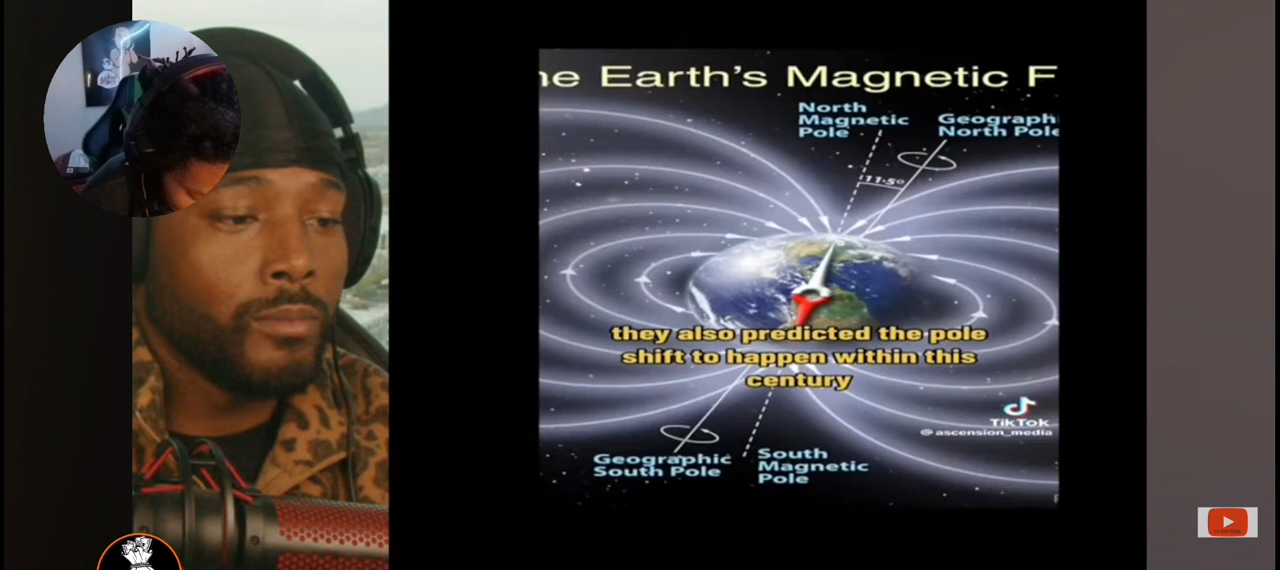 ne Earth's Magnetic F
North
Magnetic
Pole
Geographi
North Pole
11.5°
they also predicted the pole
shift to happen within this
century
TikTok
@ascension_media
Geographic
South Pole
South
Magnetic
Pole